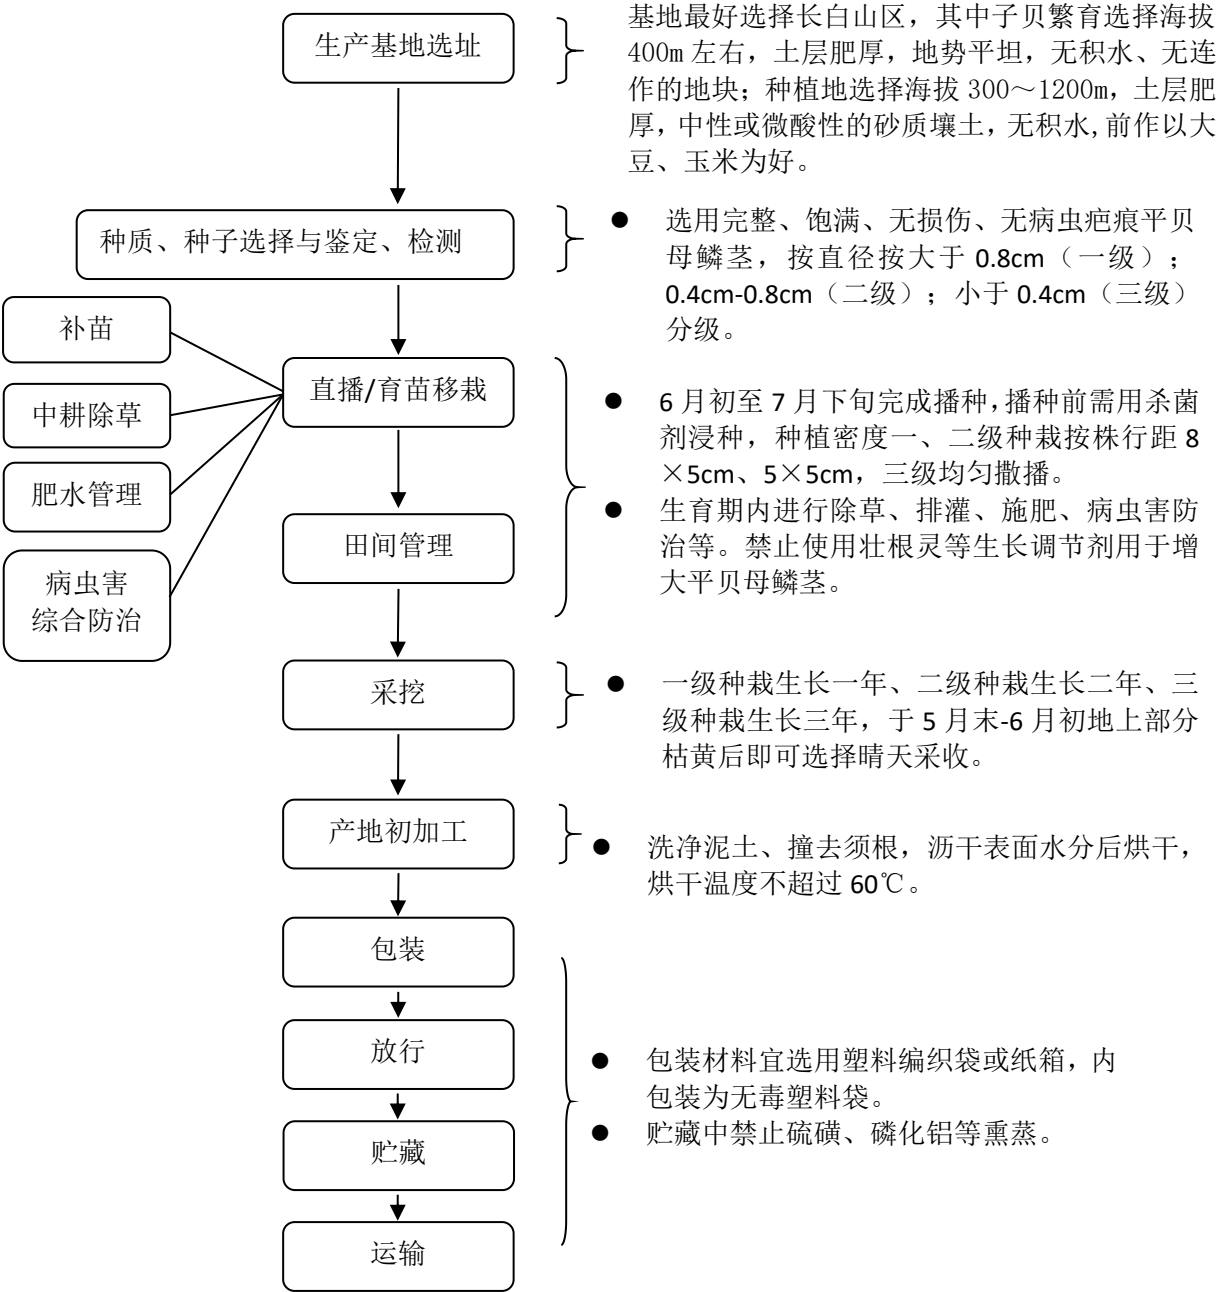 生产基地选址
基地最好选择长白山区，其中子贝繁育选择海拔
400m 左右，土层肥厚，地势平坦，无积水、无连
作的地块；种植地选择海拔 300～1200m，土层肥
厚，中性或微酸性的砂质壤土，无积水,前作以大
豆、玉米为好。
种质、种子选择与鉴定、检测
● 选用完整、饱满、无损伤、无病虫疤痕平贝
母鳞茎，按直径按大于 0.8cm（一级）；
0.4cm-0.8cm（二级）；小于 0.4cm（三级）
分级。
补苗
中耕除草
肥水管理
病虫害
综合防治
直播/育苗移栽
田间管理
● 6 月初至 7 月下旬完成播种，播种前需用杀菌
剂浸种，种植密度一、二级种栽按株行距 8
×5cm、5×5cm，三级均匀撒播。
● 生育期内进行除草、排灌、施肥、病虫害防
治等。禁止使用壮根灵等生长调节剂用于增
大平贝母鳞茎。
采挖
● 一级种栽生长一年、二级种栽生长二年、三
级种栽生长三年，于 5 月末-6 月初地上部分
枯黄后即可选择晴天采收。
产地初加工
● 洗净泥土、撞去须根，沥干表面水分后烘干，
烘干温度不超过 60℃。
包装
放行
贮藏
运输
● 包装材料宜选用塑料编织袋或纸箱，内
包装为无毒塑料袋。
● 贮藏中禁止硫磺、磷化铝等熏蒸。